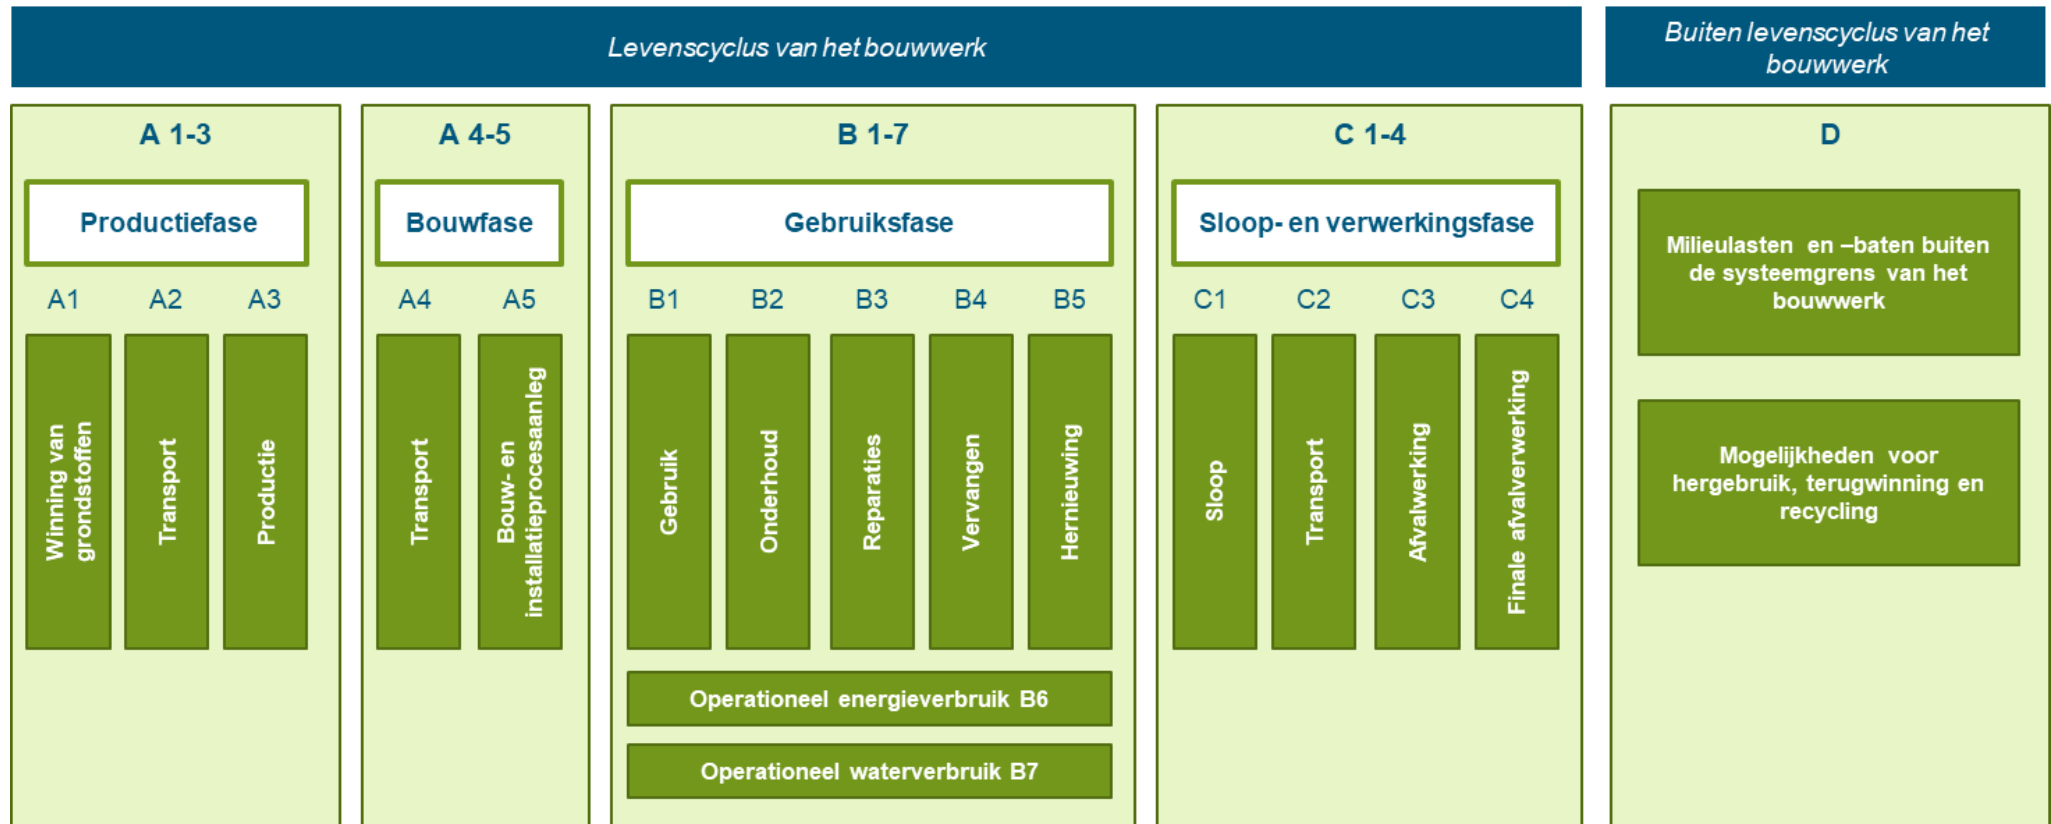 Levenscyclus van het bouwwerk
Buiten levenscyclus van het
bouwwerk
A 1-3
Productiefase
A1
A2
A3
Winning van
grondstoffen
Transport
Productie
A 4-5
Bouwfase
A4
A5
Transport
Bouw- en
installatieprocesaanleg
B 1-7
Gebruiksfase
B1
B2
B3
B4
B5
Gebruik
Onderhoud
Reparaties
Vervangen
Hernieuwing
Operationeel energieverbruik B6
Operationeel waterverbruik B7
C 1-4
Sloop- en verwerkingsfase
C1
C2
C3
C4
Sloop
Transport
Afvalwerking
Finale afvalverwerking
D
Milieulasten en –baten buiten
de systeemgrens van het
bouwwerk
Mogelijkheden voor
hergebruik, terugwinning en
recycling